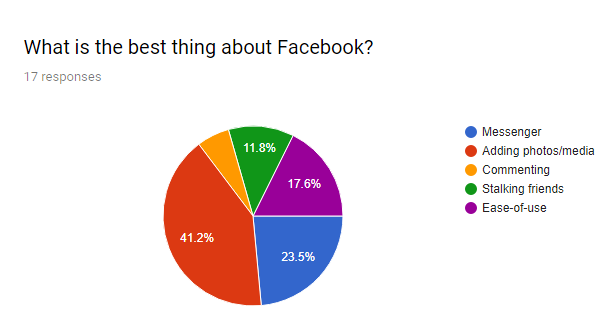 What is the best thing about Facebook?
17 responses
Messenger
Adding photos/media
Commenting
Stalking friends
Ease-of-use
11.8%
17.6%
41.2%
23.5%